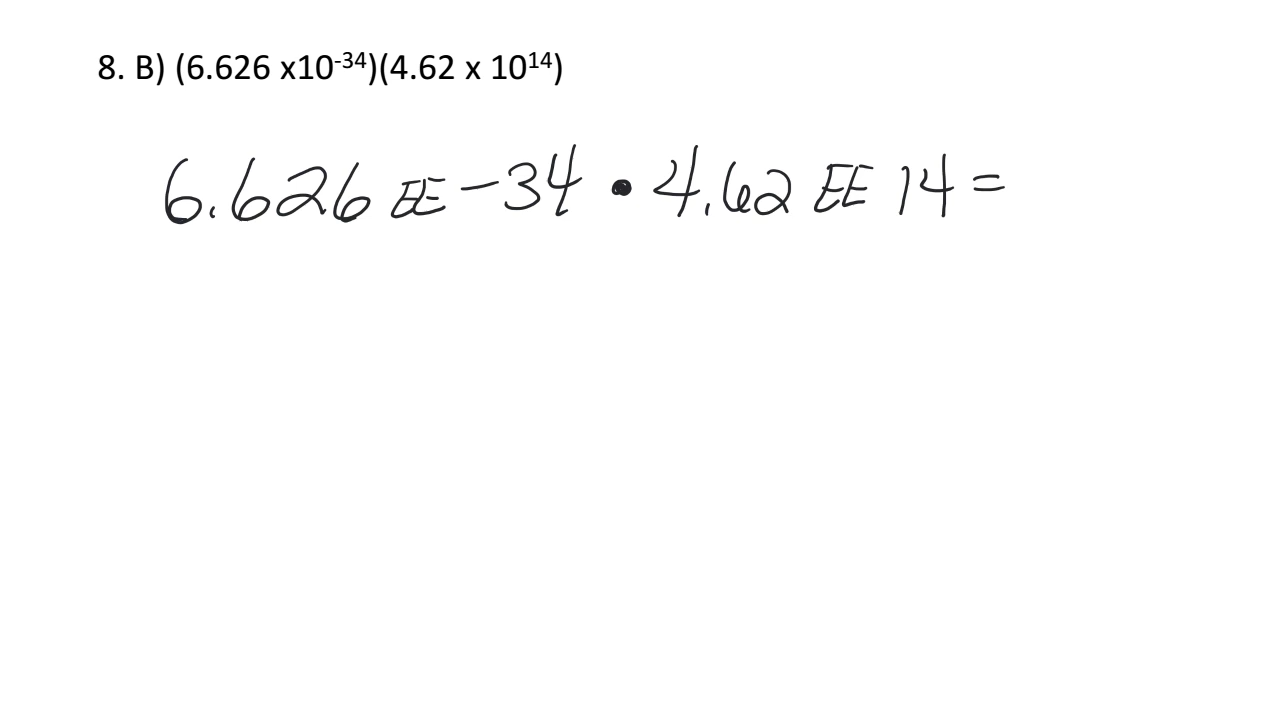 8. B) (6.626 x10⁻³⁴)(4.62 x 10¹⁴)
6.626 EE -34 • 4.62 EE 14 =